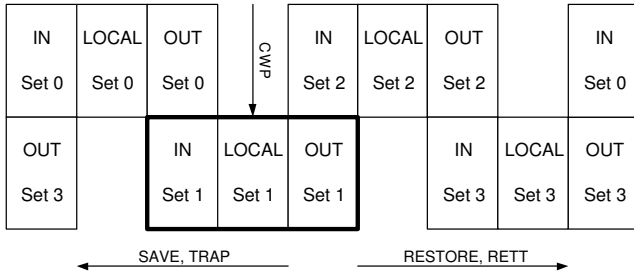 IN LOCAL OUT CWP IN LOCAL OUT IN
Set 0 Set 0 Set 0 Set 2 Set 2 Set 2 Set 0
OUT IN LOCAL OUT IN LOCAL OUT
Set 3 Set 1 Set 1 Set 1 Set 3 Set 3 Set 3
SAVE, TRAP RESTORE, RETT